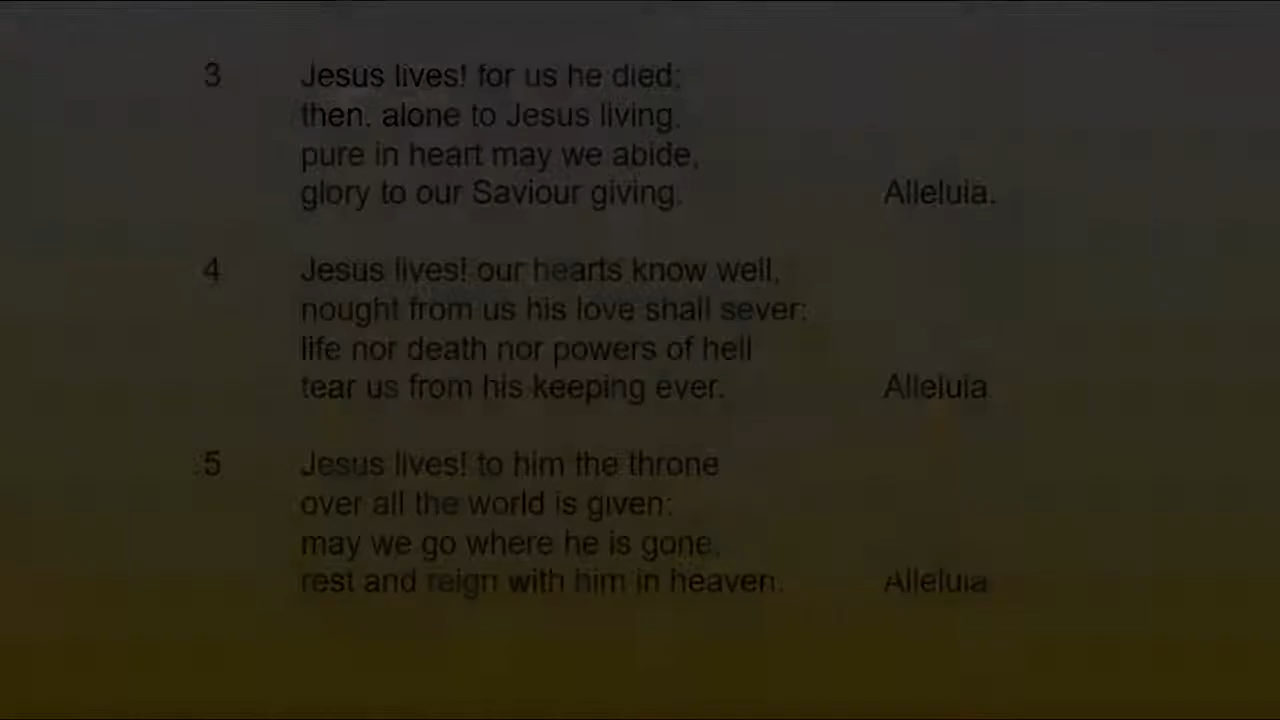 3 Jesus lives! for us he died;
then, alone to Jesus living,
pure in heart may we abide,
glory to our Saviour giving. Alleluia.
4 Jesus lives! our hearts know well,
nought from us his love shall sever;
life nor death nor powers of hell
tear us from his keeping ever. Alleluia.
5 Jesus lives! to him the throne
over all the world is given:
may we go where he is gone,
rest and reign with him in heaven. Alleluia.